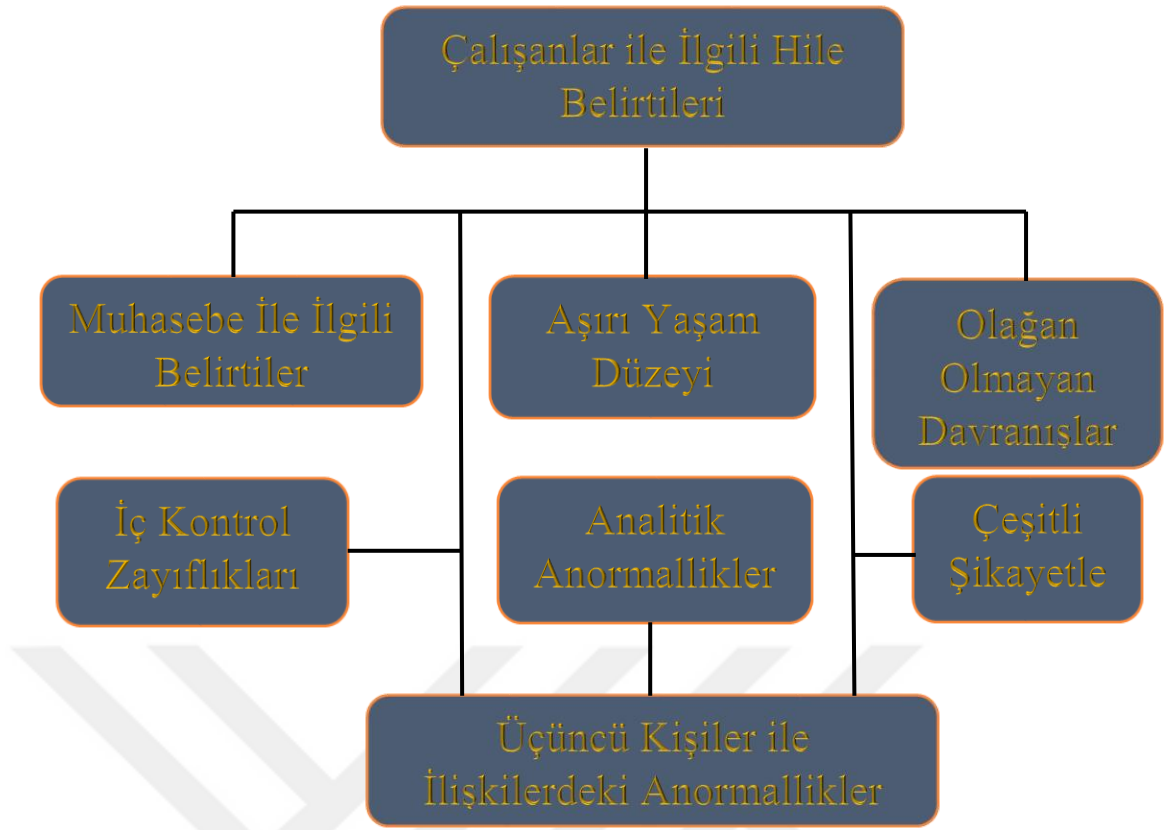 Çalışanlar ile İlgili Hile
Belirtileri
Muhasebe İle İlgili
Belirtiler
Aşırı Yaşam
Düzeyi
Olağan
Olmayan
Davranışlar
İç Kontrol
Zayıflıkları
Analitik
Anormallikler
Çeşitli
Şikayetle
Üçüncü Kişiler ile
İlişkilerdeki Anormallikler